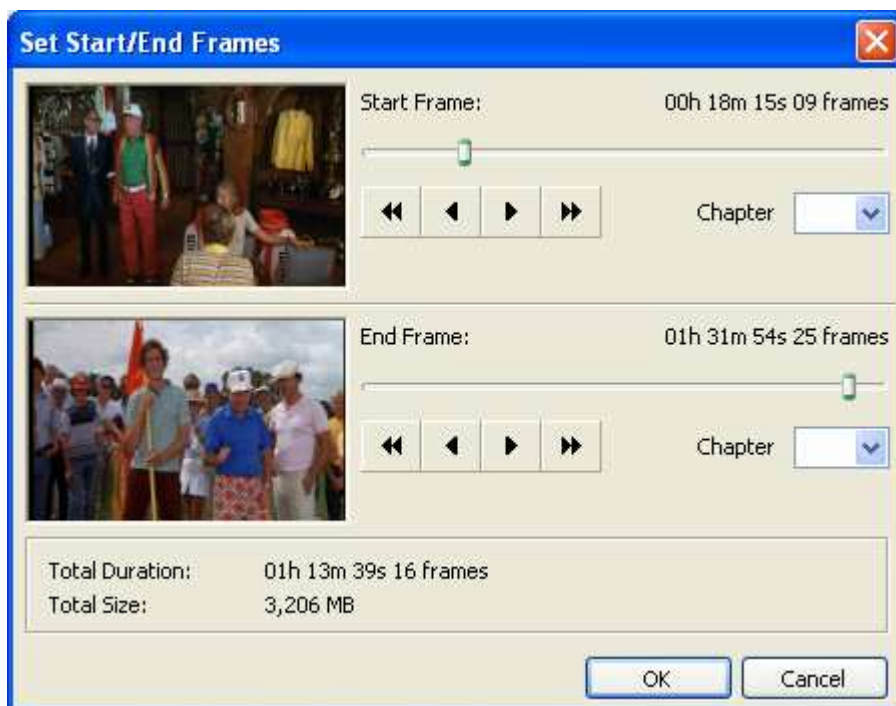 Set Start/End Frames
Start Frame: 00h 18m 15s 09 frames
Chapter
End Frame: 01h 31m 54s 25 frames
Chapter
Total Duration: 01h 13m 39s 16 frames
Total Size: 3,206 MB
OK Cancel